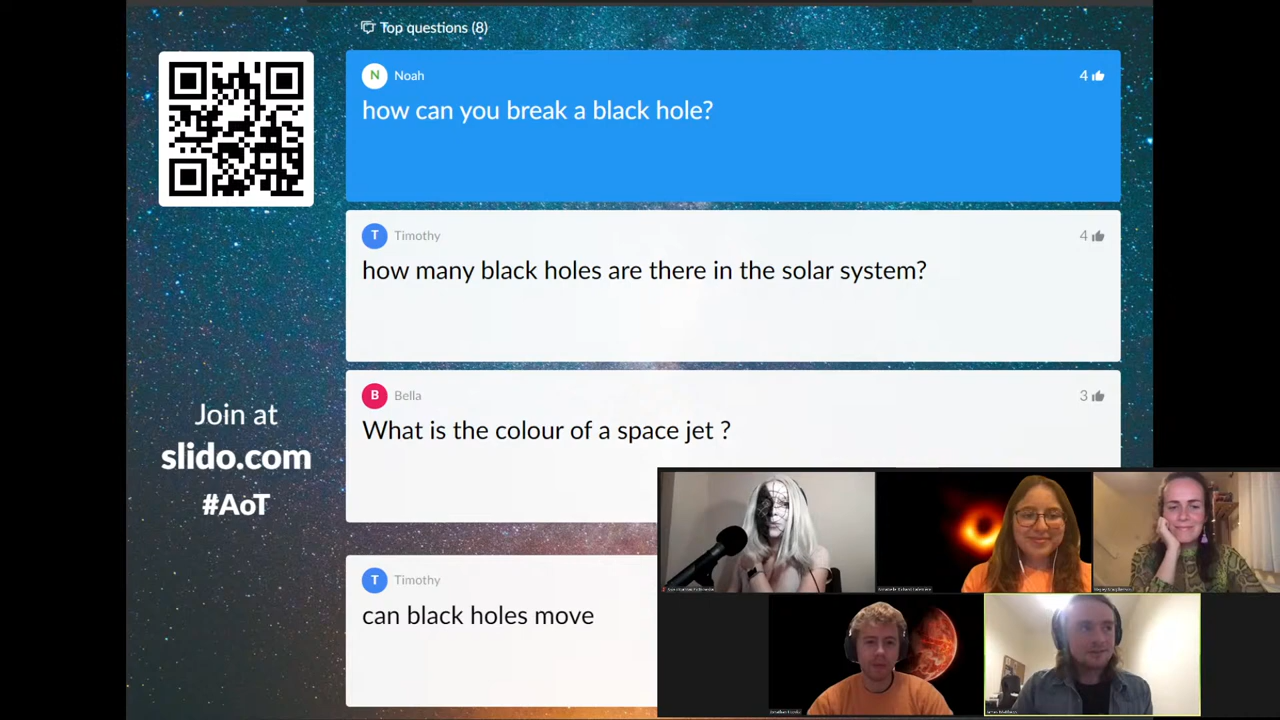 Top questions (8)
N Noah 4
how can you break a black hole?
T Timothy 4
how many black holes are there in the solar system?
B Bella 3
What is the colour of a space jet ?
Join at
slido.com
#AoT
T Timothy
can black holes move